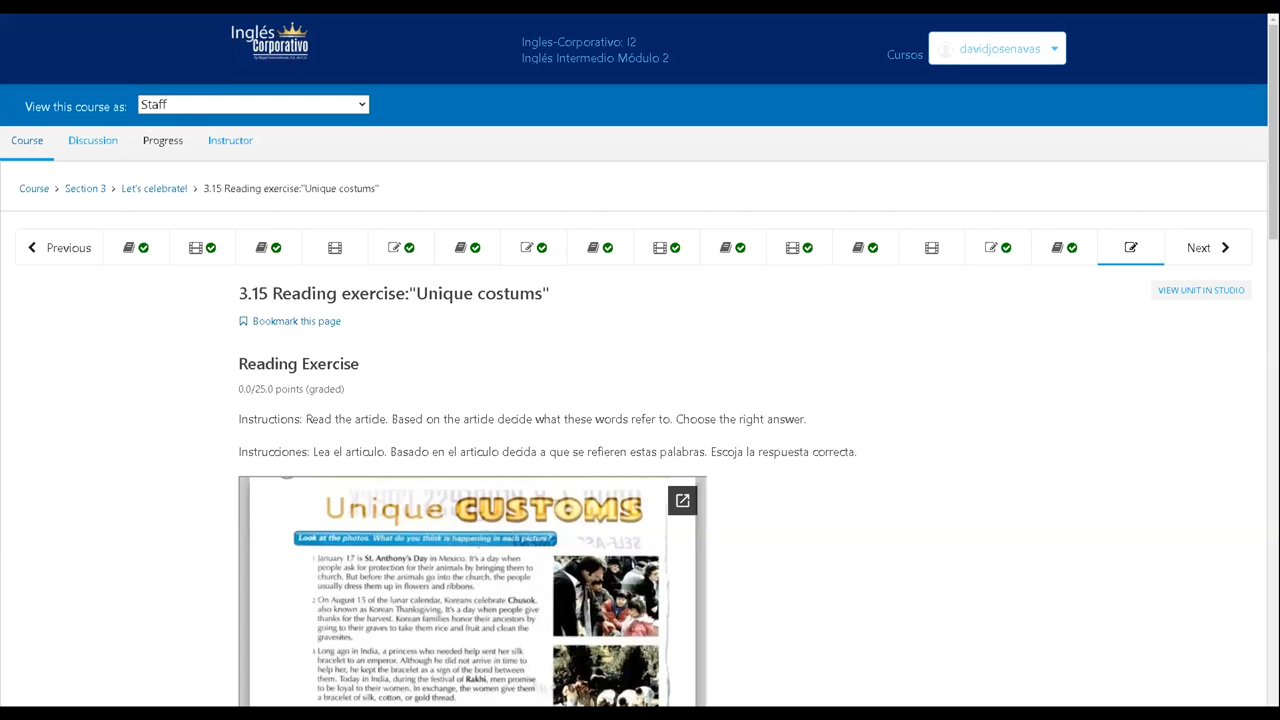 Inglés
Corporativo
Ingles-Corporativo: I2
Inglés Intermedio Módulo 2
Cursos
davidjosenavas
View this course as:
Staff
Course
Discussion
Progress
Instructor
Course > Section 3 > Let's celebrate! > 3.15 Reading exercise:"Unique costums"
Previous
Next
3.15 Reading exercise:"Unique costums"
VIEW UNIT IN STUDIO
Bookmark this page
Reading Exercise
0.0/25.0 points (graded)
Instructions: Read the article. Based on the article decide what these words refer to. Choose the right answer.
Instrucciones: Lea el articulo. Basado en el articulo decida a que se refieren estas palabras. Escoja la respuesta correcta.
Unique CUSTOMS
Look at the photos. What do you think is happening in each picture?
1 January 17 is St. Anthony's Day in Mexico. It's a day when
people ask for protection for their animals by bringing them to
church. But before the animals go into the church, the people
usually dress them up in flowers and ribbons.
2 On August 15 of the lunar calendar, Koreans celebrate Chusok,
also known as Korean Thanksgiving. It's a day when people give
thanks for the harvest. Korean families honor their ancestors by
going to their graves to take them rice and fruit and clean the
gravesites.
3 Long ago in India, a princess who needed help sent her silk
bracelet to an emperor. Although he did not arrive in time to
help her, he kept the bracelet as a sign of the bond between
them. Today in India, during the festival of Rakhi, men promise
to be loyal to their women. In exchange, the women give them
a bracelet of silk, cotton, or gold thread.